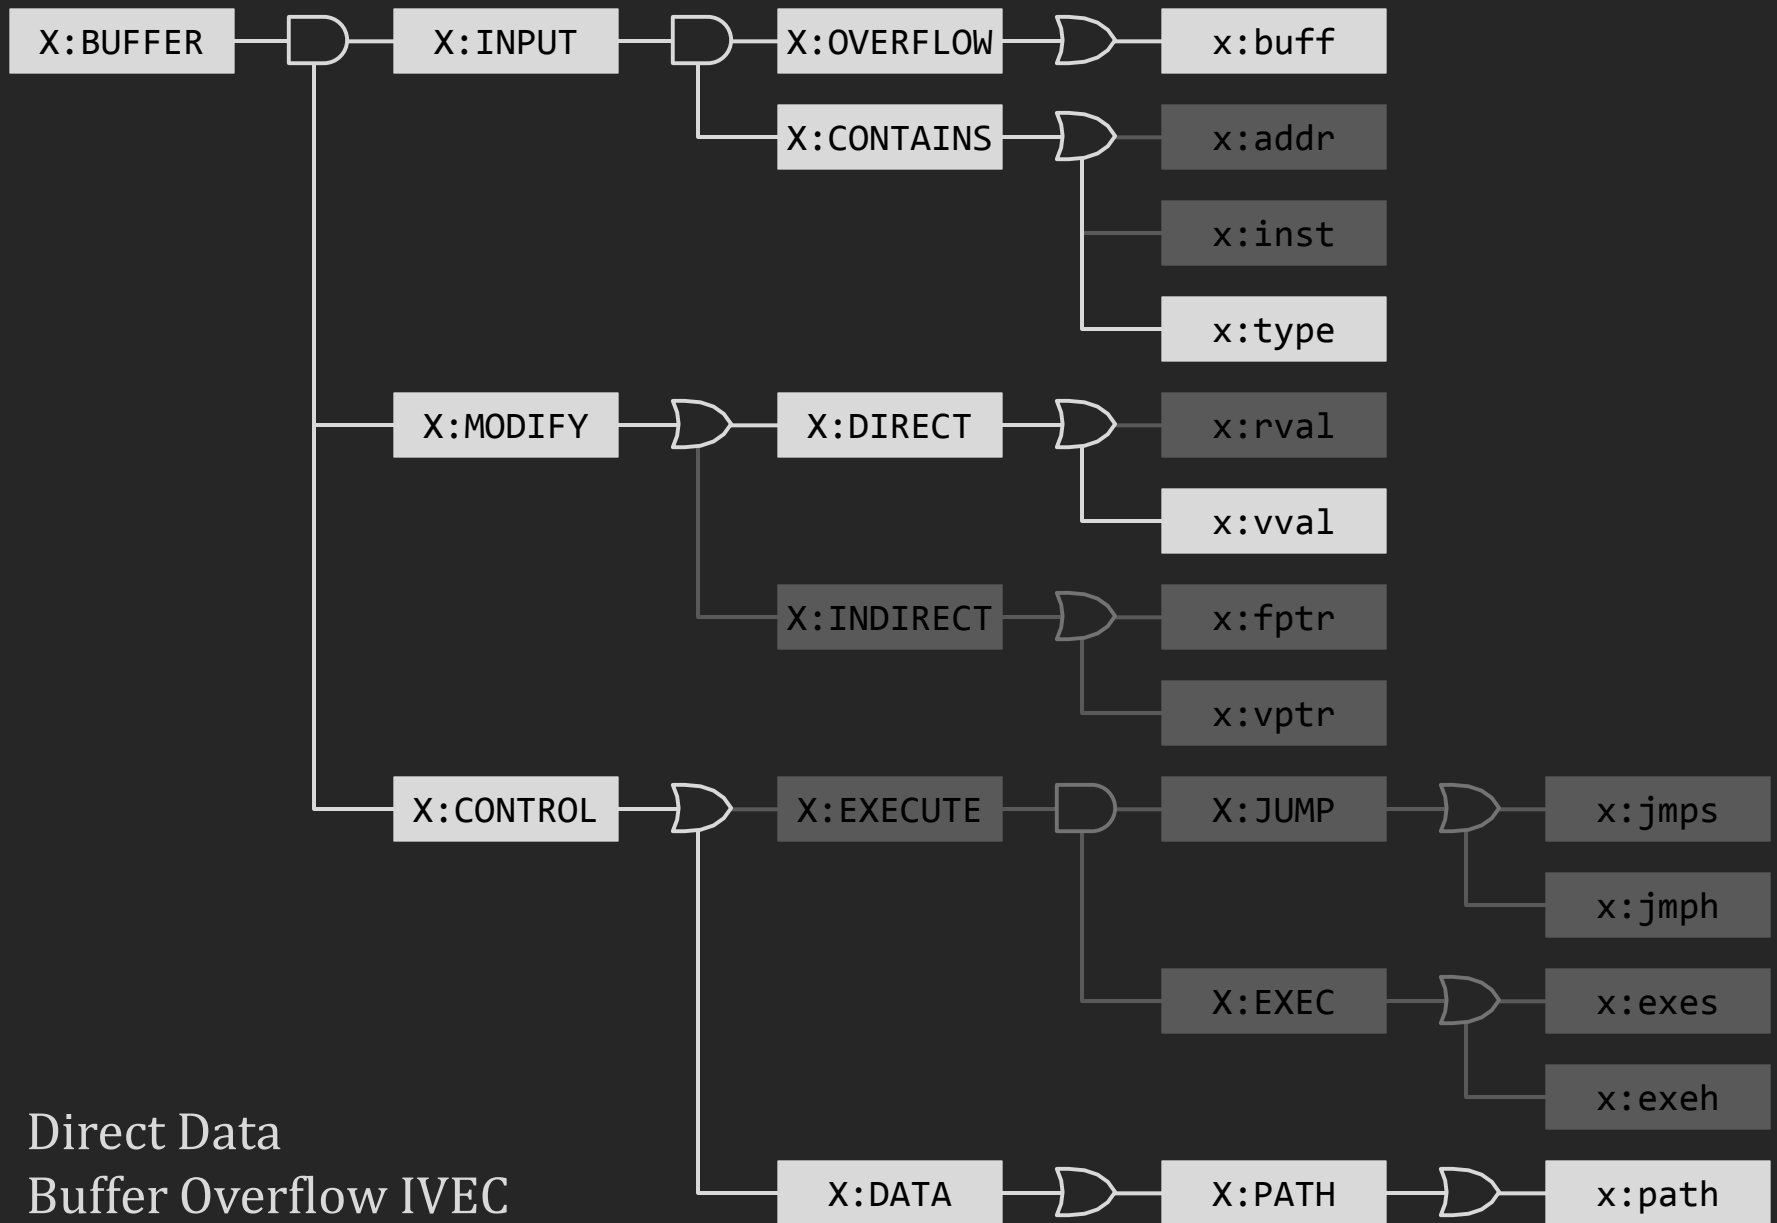 X:BUFFER X:INPUT X:OVERFLOW x:buff
X:CONTAINS x:addr
x:inst
x:type
X:MODIFY X:DIRECT x:rval
x:vval
X:INDIRECT x:fptr
x:vptr
X:CONTROL X:EXECUTE X:JUMP x:jmps
x:jmph
X:EXEC x:exes
x:exeh
Direct Data
Buffer Overflow IVEC
X:DATA X:PATH x:path